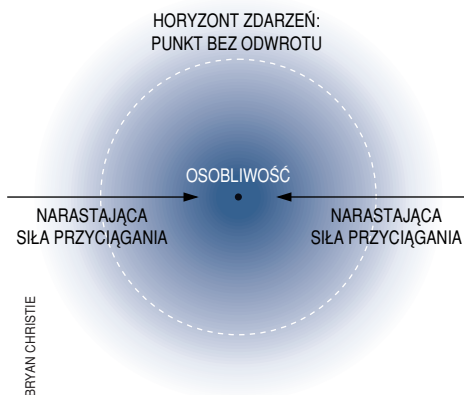 HORYZONT ZDARZEŃ:
PUNKT BEZ ODWROTU
OSOBLIWOŚĆ
NARASTAJĄCA
SIŁA PRZYCIĄGANIA
NARASTAJĄCA
SIŁA PRZYCIĄGANIA
BRYAN CHRISTIE